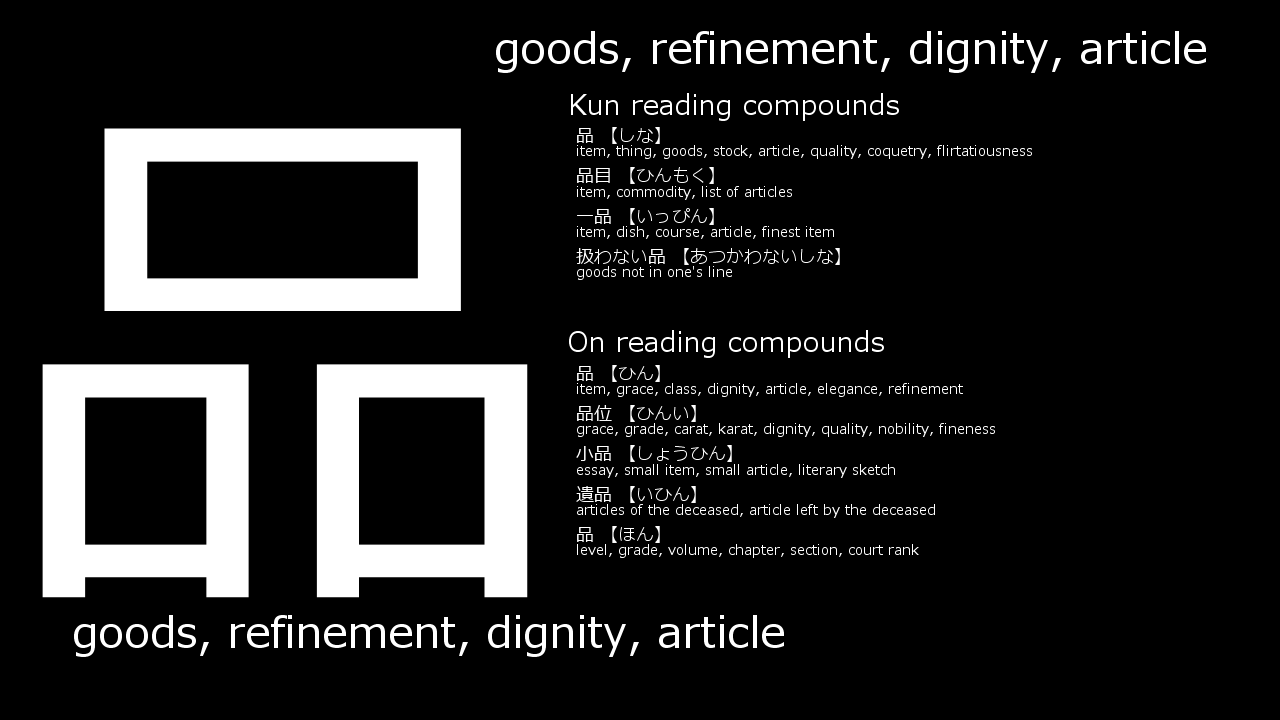 goods, refinement, dignity, article
品
Kun reading compounds
品 【しな】
item, thing, goods, stock, article, quality, coquetry, flirtatiousness
品目 【ひんもく】
item, commodity, list of articles
一品 【いっぴん】
item, dish, course, article, finest item
扱わない品 【あつかわないしな】
goods not in one's line
On reading compounds
品 【ひん】
item, grace, class, dignity, article, elegance, refinement
品位 【ひんい】
grace, grade, carat, karat, dignity, quality, nobility, fineness
小品 【しょうひん】
essay, small item, small article, literary sketch
遺品 【いひん】
articles of the deceased, article left by the deceased
品 【ほん】
level, grade, volume, chapter, section, court rank
goods, refinement, dignity, article